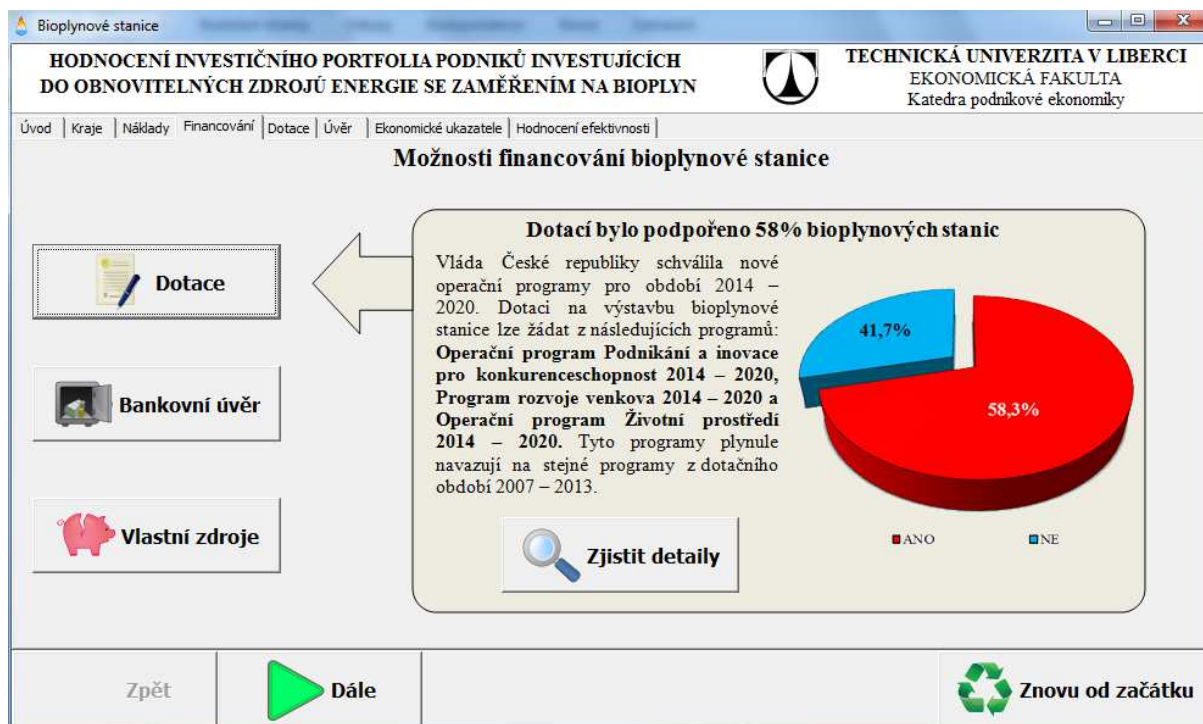 Bioplynové stanice
HODNOCENÍ INVESTIČNÍHO PORTFOLIA PODNIKŮ INVESTUJÍCÍCH
DO OBNOVITELNÝCH ZDROJŮ ENERGIE SE ZAMĚŘENÍM NA BIOPLYN
TECHNICKÁ UNIVERZITA V LIBERCI
EKONOMICKÁ FAKULTA
Katedra podnikové ekonomiky
Úvod Kraje Náklady Financování Dotace Úvěr Ekonomické ukazatele Hodnocení efektivnosti
Možnosti financování bioplynové stanice
Dotace
Bankovní úvěr
Vlastní zdroje
Dotací bylo podpořeno 58% bioplynových stanic
Vláda České republiky schválila nové
operační programy pro období 2014 –
2020. Dotaci na výstavbu bioplynové
stanice lze žádat z následujících programů:
Operační program Podnikání a inovace
pro konkurenceschopnost 2014 – 2020,
Program rozvoje venkova 2014 – 2020 a
Operační program Životní prostředí
2014 – 2020. Tyto programy plynule
navazují na stejné programy z dotačního
období 2007 – 2013.
41,7%
58,3%
ANO NE
Zjistit detaily
Zpět
Dále
Znovu od začátku